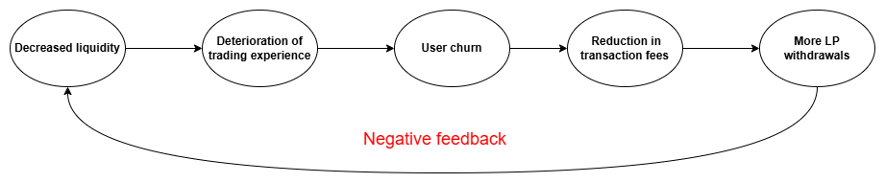 Decreased liquidity
Deterioration of
trading experience
User churn
Reduction in
transaction fees
More LP
withdrawals
Negative feedback